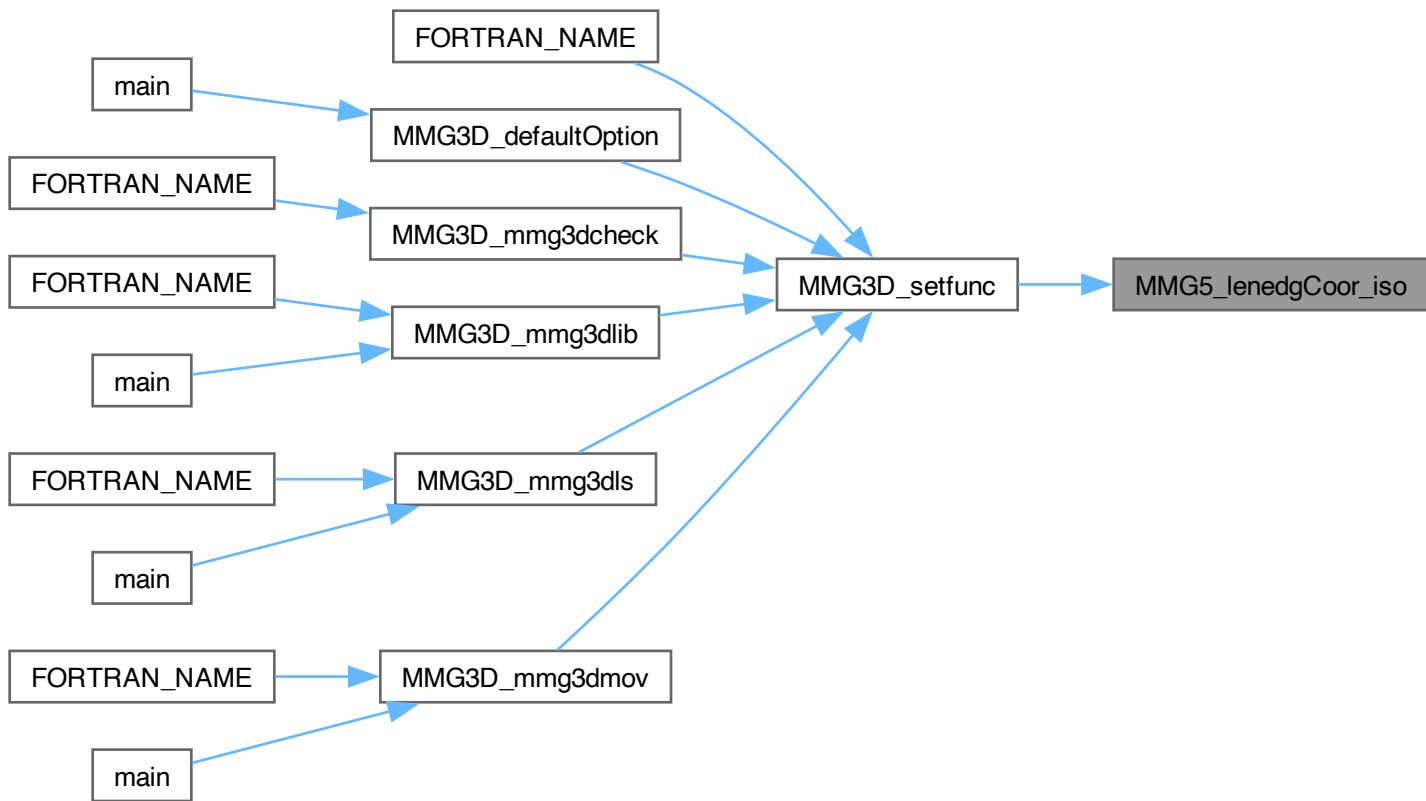 FORTRAN_NAME
main
MMG3D_defaultOption
FORTRAN_NAME
MMG3D_mmg3dcheck
FORTRAN_NAME
MMG3D_setfunc
MMG5_lenedgCoor_iso
MMG3D_mmg3dlib
main
FORTRAN_NAME
MMG3D_mmg3dls
main
FORTRAN_NAME
MMG3D_mmg3dmov
main